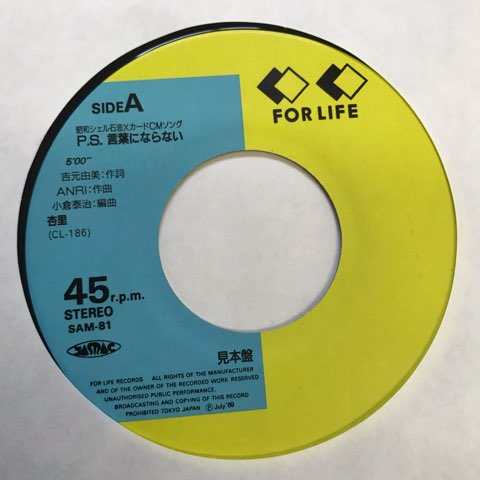 SIDE A
FOR LIFE
昭和シェル石油XカードCMソング
P.S. 言葉にならない
5'00"
吉元由美:作詞
ANRI:作曲
小倉泰治:編曲
杏里
(CL-186)
45 r.p.m.
STEREO
SAM-81
JASRAC
見本盤
FOR LIFE RECORDS ALL RIGHTS OF THE MANUFACTURER
AND OF THE OWNER OF THE RECORDED WORK RESERVED
UNAUTHORISED PUBLIC PERFORMANCE.
BROADCASTING AND COPYING OF THIS RECORD
PROHIBITED TOKYO JAPAN Ⓟ July'89